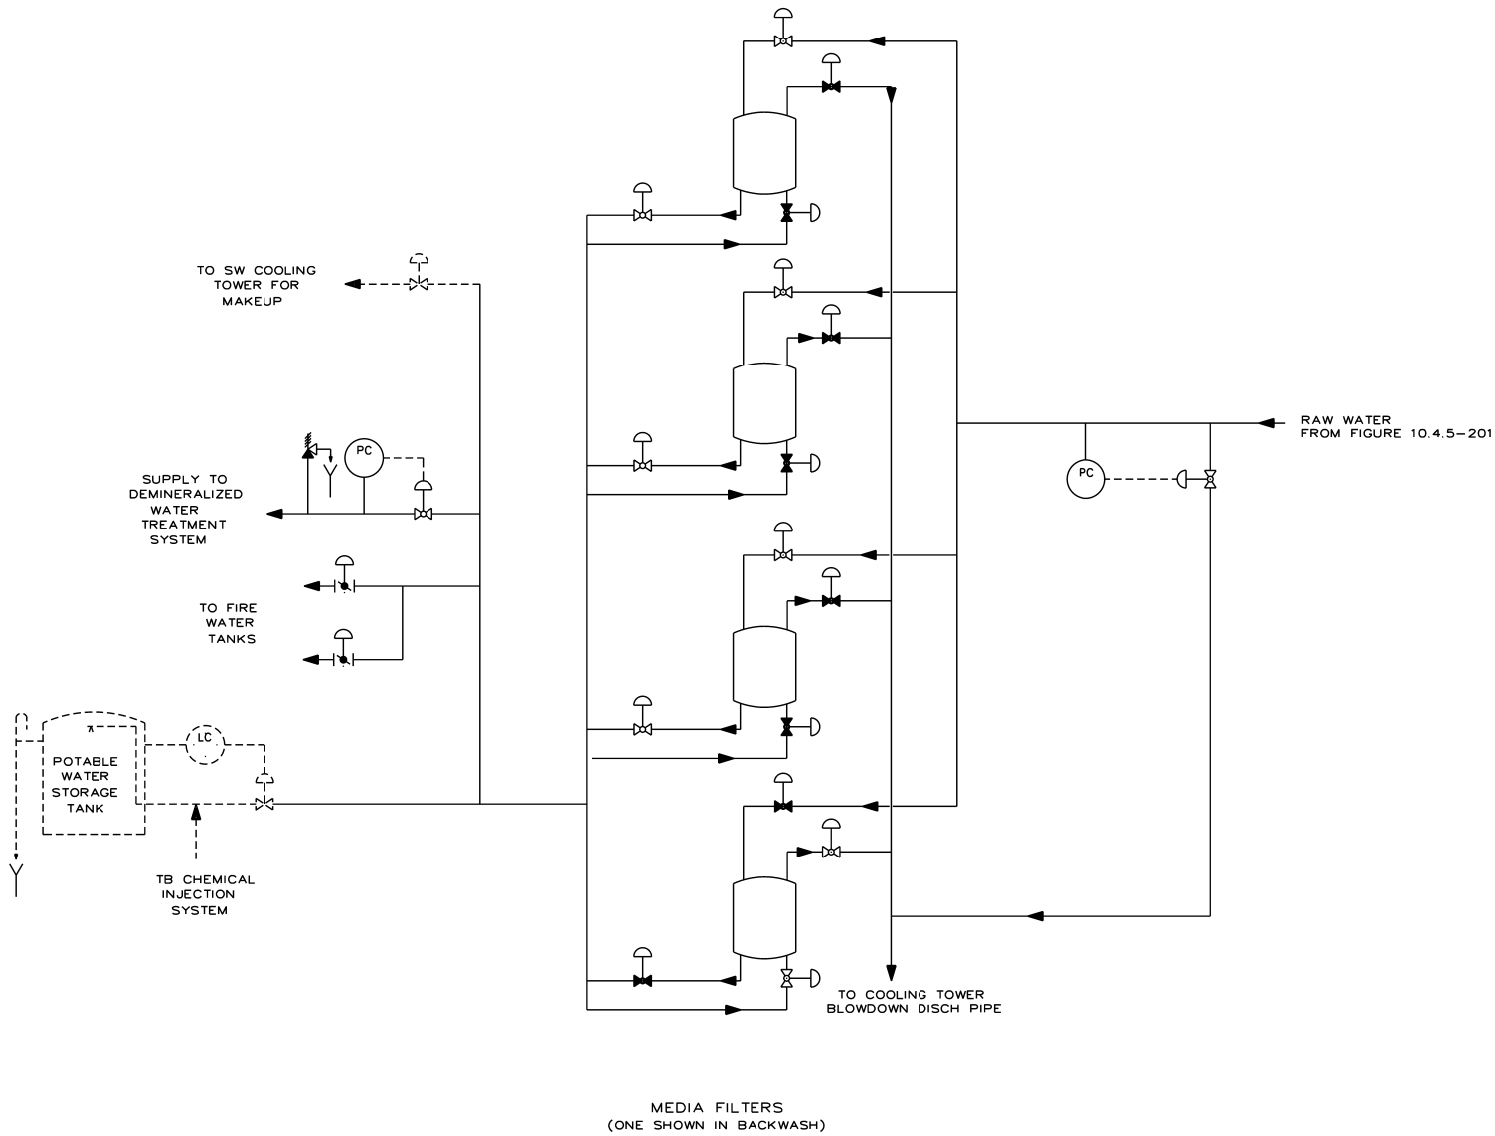 TO SW COOLING
TOWER FOR
MAKEUP
RAW WATER
FROM FIGURE 10.4.5-201
PC
PC
SUPPLY TO
DEMINERALIZED
WATER
TREATMENT
SYSTEM
TO FIRE
WATER
TANKS
LC
POTABLE
WATER
STORAGE
TANK
TB CHEMICAL
INJECTION
SYSTEM
TO COOLING TOWER
BLOWDOWN DISCH PIPE
MEDIA FILTERS
(ONE SHOWN IN BACKWASH)